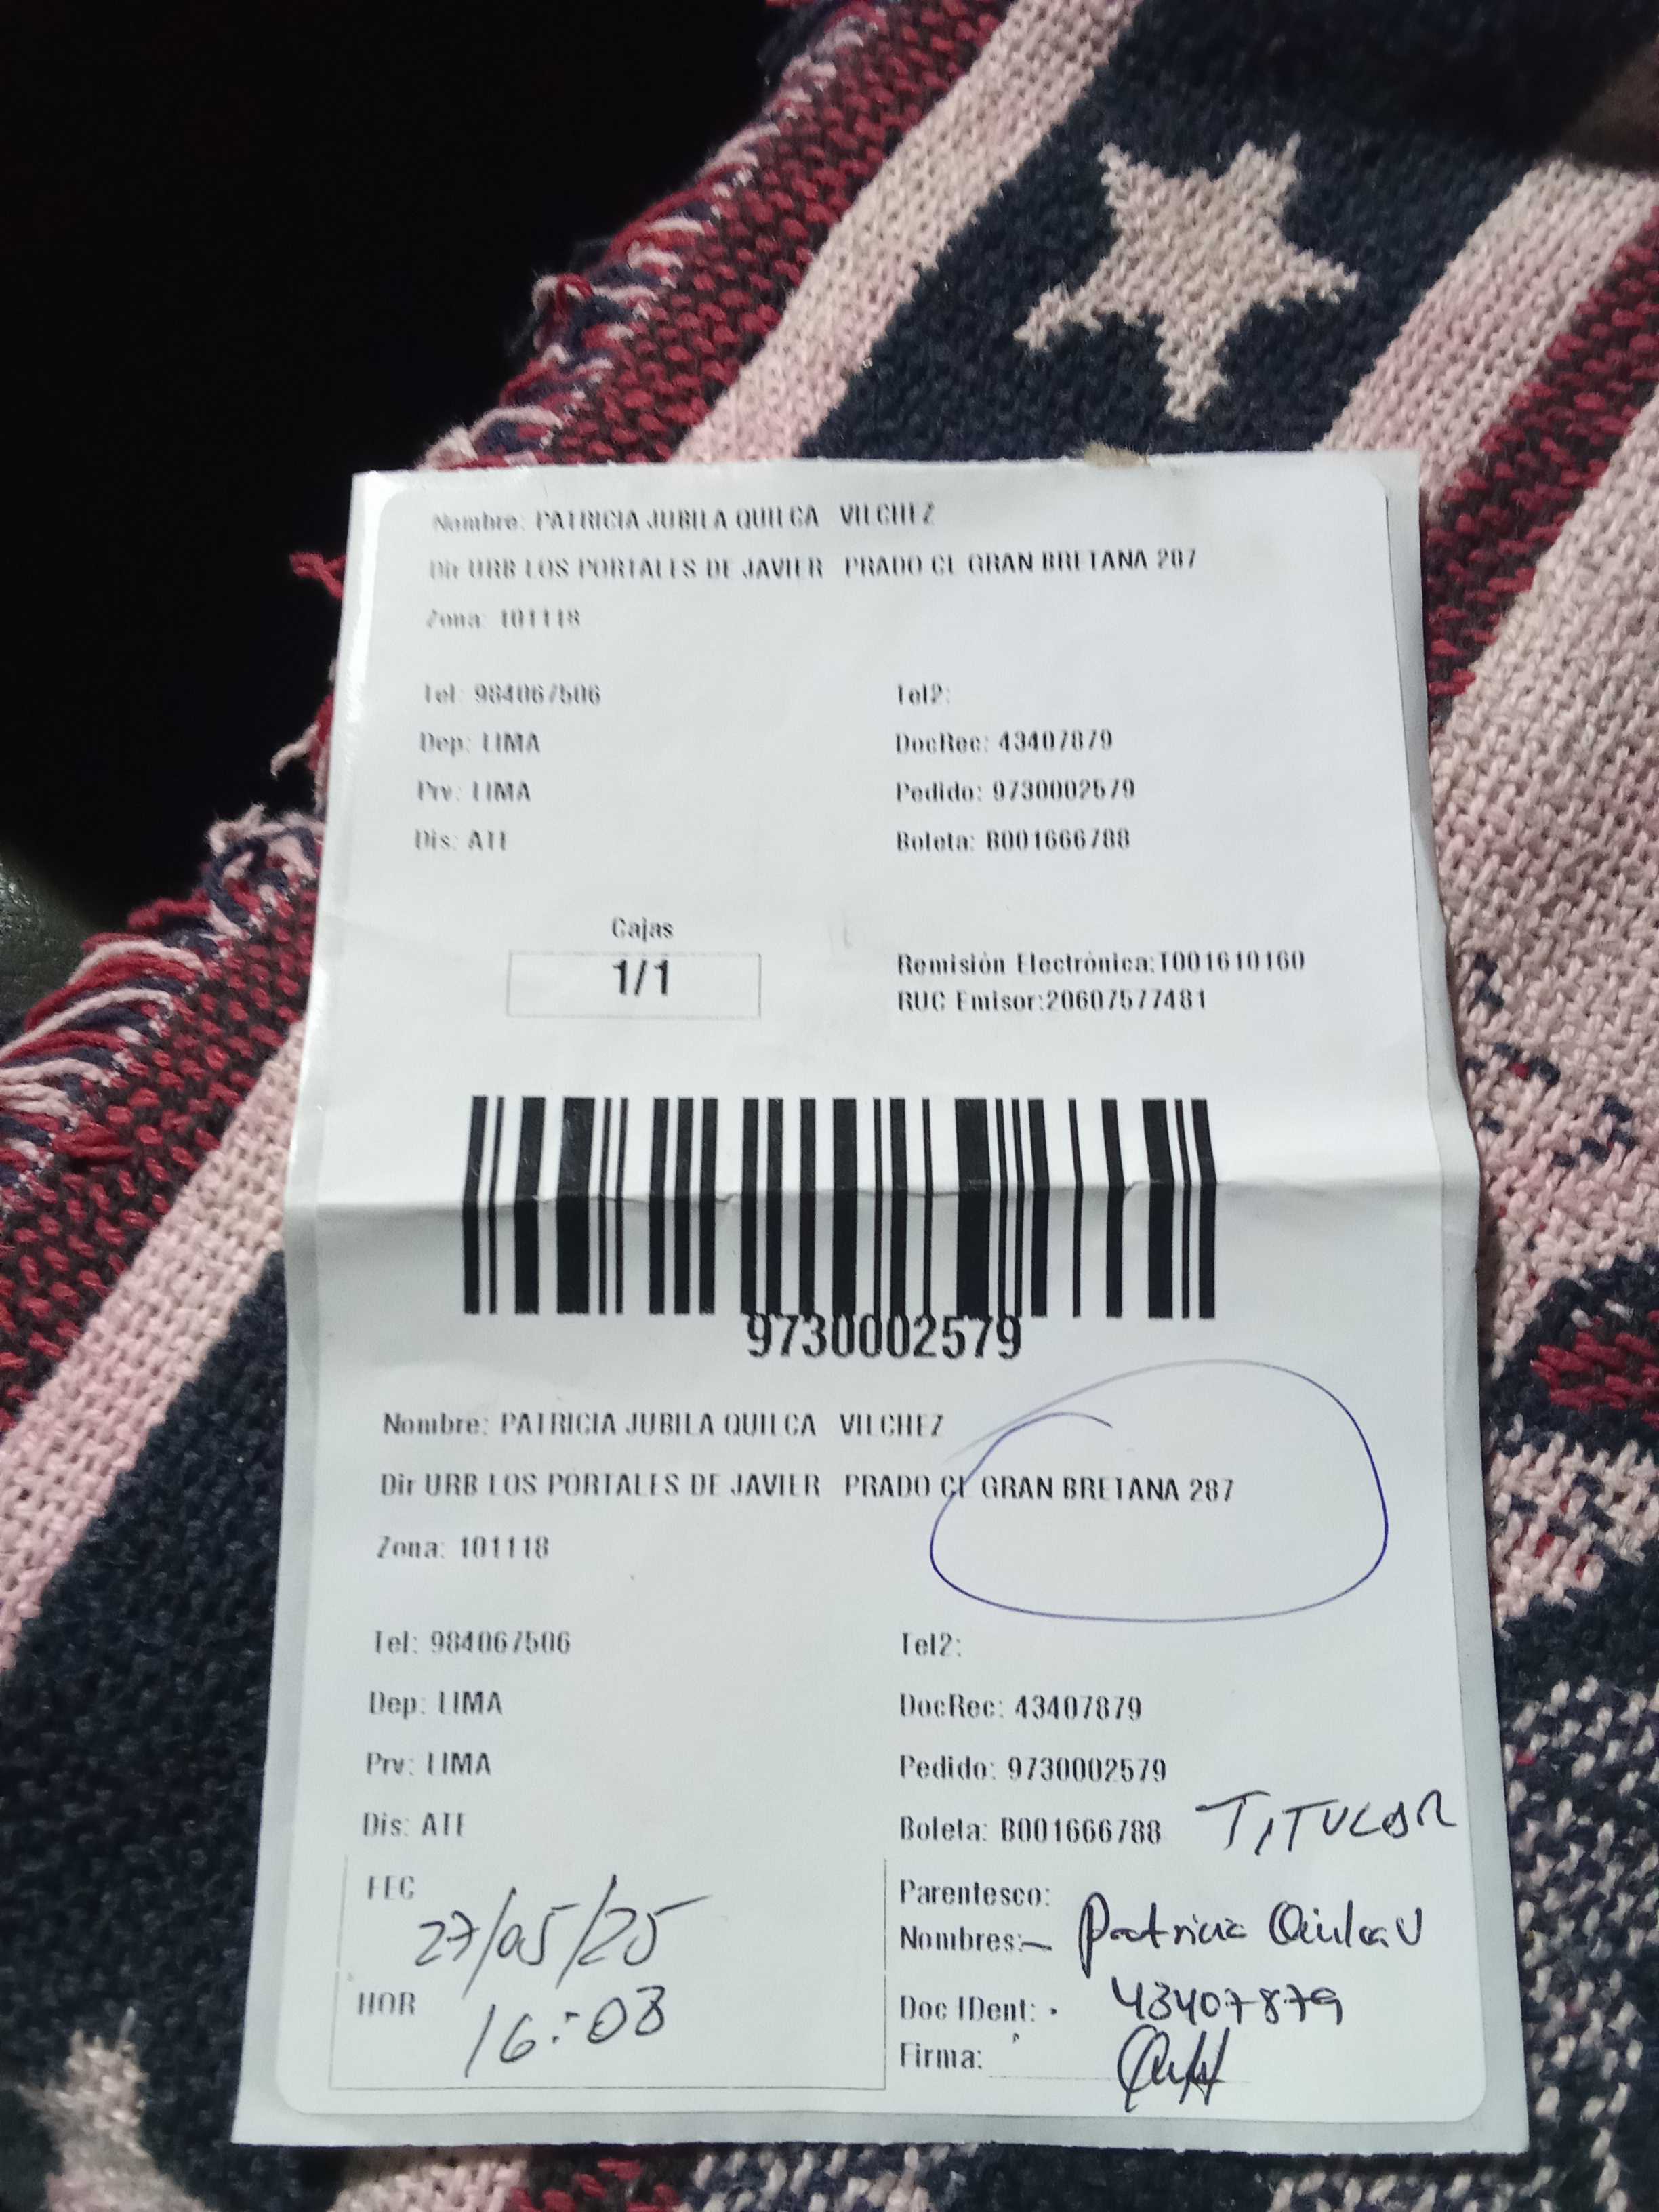 Nombre: PATRICIA JUBILA QUILCA VILCHEZ
Dir URB LOS PORTALES DE JAVIER PRADO CL GRAN BRETANA 287
Zona: 101118
Tel: 984067506 Tel2:
Dep: LIMA DocRec: 43407879
Prv: LIMA Pedido: 9730002579
Dis: ATE Boleta: B001666788
Cajas
1/1
Remisión Electrónica:T001610160
RUC Emisor:20607577481
9730002579
Nombre: PATRICIA JUBILA QUILCA VILCHEZ
Dir URB LOS PORTALES DE JAVIER PRADO CL GRAN BRETANA 287
Zona: 101118
Tel: 984067506 Tel2:
Dep: LIMA DocRec: 43407879
Prv: LIMA Pedido: 9730002579
Dis: ATE Boleta: B001666788 TITULAR
FEC 27/05/25
HOR 16:03
Parentesco:
Nombres: Patricia Quilca V
Doc IDent: 43407879
Firma: